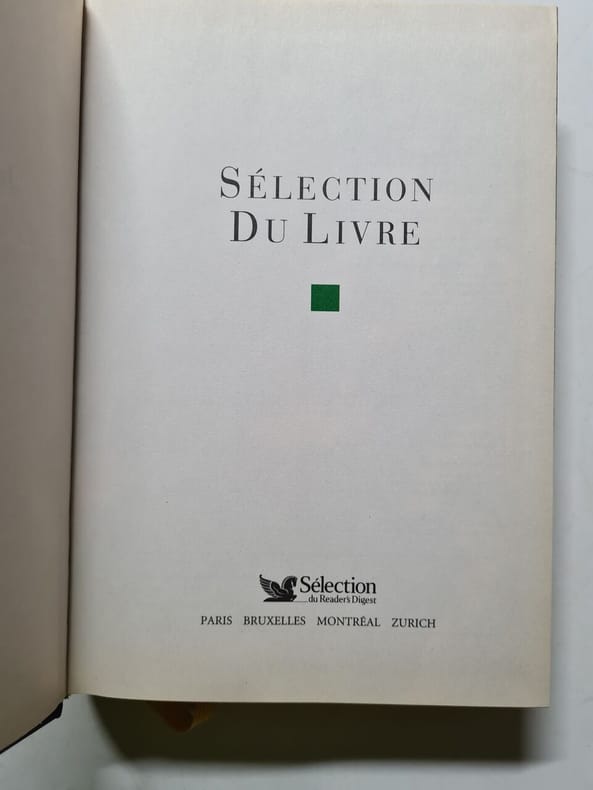 SÉLECTION
DU LIVRE
Sélection
du Reader's Digest
PARIS BRUXELLES MONTRÉAL ZURICH